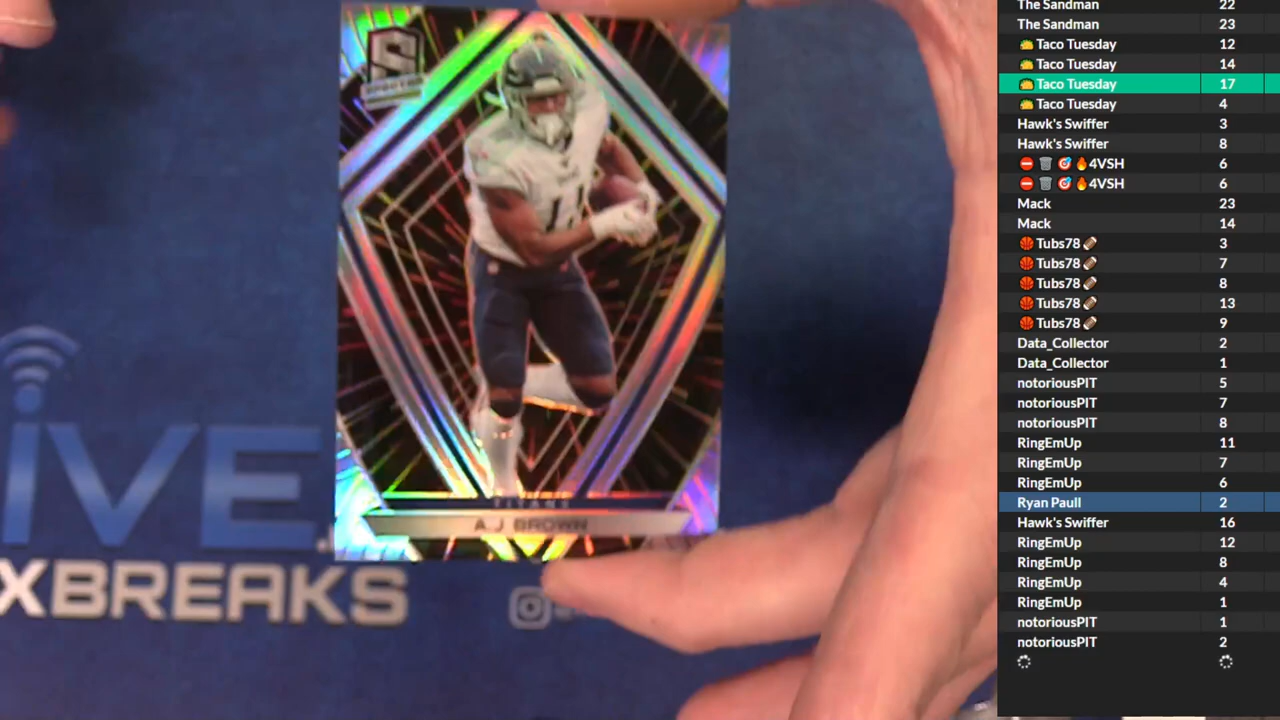 SPECTRA
TITANS
A.J. BROWN
11
iVE.
XBREAKS
The Sandman 22
The Sandman 23
🌮 Taco Tuesday 12
🌮 Taco Tuesday 14
🌮 Taco Tuesday 17
🌮 Taco Tuesday 4
Hawk's Swiffer 3
Hawk's Swiffer 8
⛔ 🗑️ 🎯 🔥4VSH 6
⛔ 🗑️ 🎯 🔥4VSH 6
Mack 23
Mack 14
🏀 Tubs78🏈 3
🏀 Tubs78🏈 7
🏀 Tubs78🏈 8
🏀 Tubs78🏈 13
🏀 Tubs78🏈 9
Data_Collector 2
Data_Collector 1
notoriousPIT 5
notoriousPIT 7
notoriousPIT 8
RingEmUp 11
RingEmUp 7
RingEmUp 6
Ryan Paull 2
Hawk's Swiffer 16
RingEmUp 12
RingEmUp 8
RingEmUp 4
RingEmUp 1
notoriousPIT 1
notoriousPIT 2